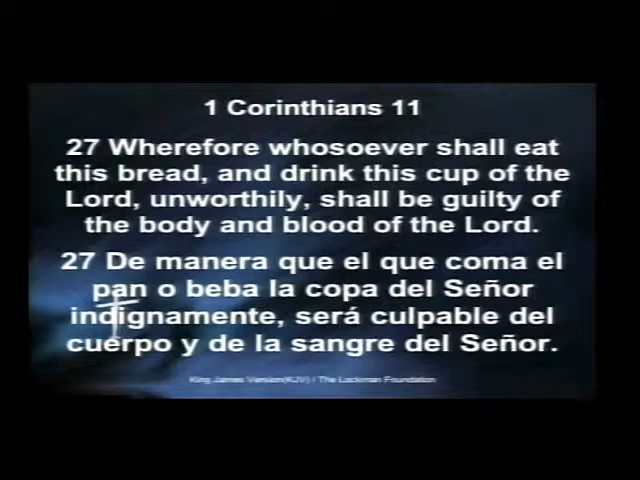 1 Corinthians 11
27 Wherefore whosoever shall eat
this bread, and drink this cup of the
Lord, unworthily, shall be guilty of
the body and blood of the Lord.
27 De manera que el que coma el
pan o beba la copa del Señor
indignamente, será culpable del
cuerpo y de la sangre del Señor.
King James Version(KJV) / The Lockman Foundation